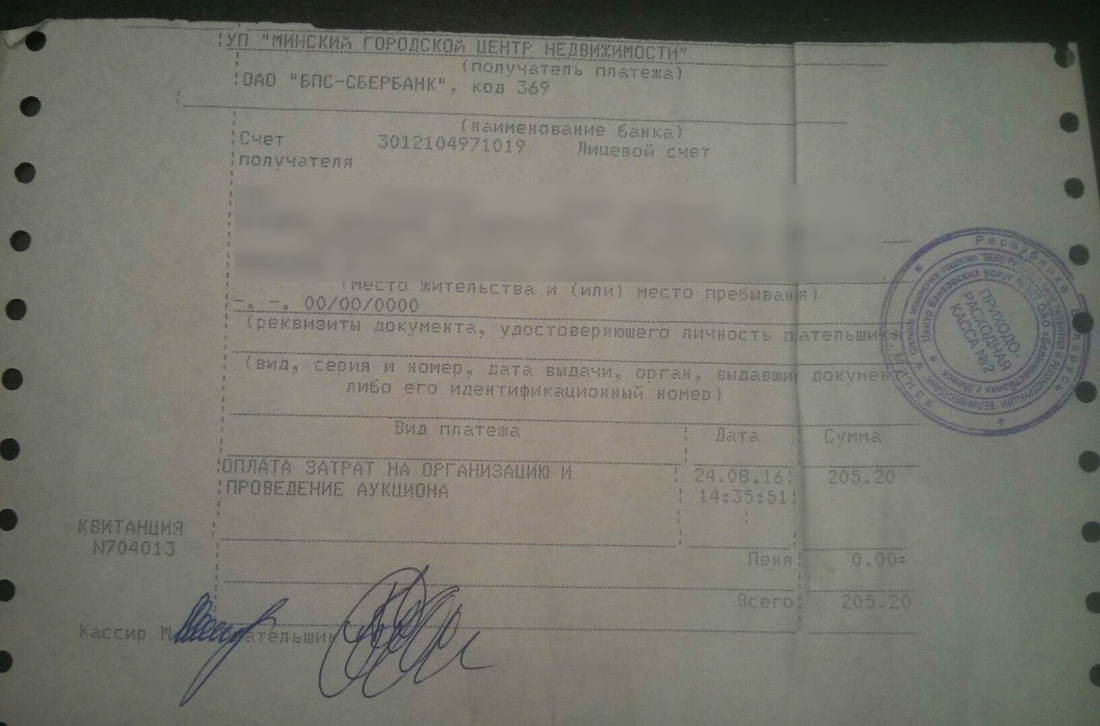 УП "МИНСКИЙ ГОРОДСКОЙ ЦЕНТР НЕДВИЖИМОСТИ"
(получатель платежа)
ОАО "БПС-СБЕРБАНК", код 369
(наименование банка)
Счет 3012104971019 Лицевой счет
получателя
(место жительства и (или) место пребывания)
-, -, 00/00/0000
(реквизиты документа, удостоверяющего личность плательщика
(вид, серия и номер, дата выдачи, орган, выдавший документ
либо его идентификационный номер)
Вид платежа Дата Сумма
ОПЛАТА ЗАТРАТ НА ОРГАНИЗАЦИЮ И 24.08.16 205.20
ПРОВЕДЕНИЕ АУКЦИОНА 14:35:51
КВИТАНЦИЯ
N704013
Пеня 0.00=
Всего 205.20
Кассир
Республика Беларусь
г. Минск
ПРИХОДО-
РАСХОДНАЯ
КАССА №2